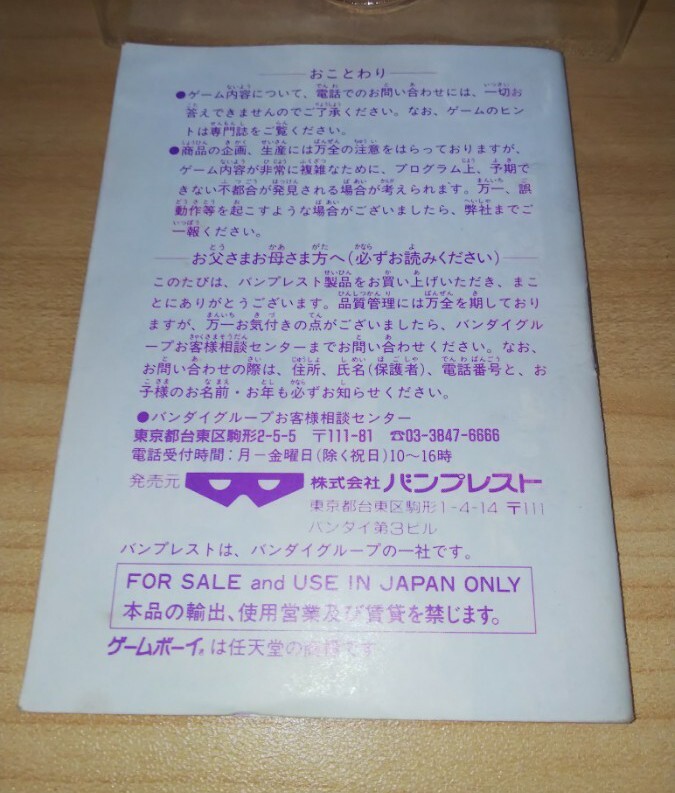 おことわり
●ゲーム内容について、電話でのお問い合わせには、一切お
答えできませんのでご了承ください。なお、ゲームのヒン
トは専門誌をご覧ください。
●商品の企画、生産には万全の注意をはらっておりますが、
ゲーム内容が非常に複雑なために、プログラム上、予期で
きない不都合が発見される場合が考えられます。万一、誤
動作等を起こすような場合がございましたら、弊社までご
一報ください。
お父さまお母さま方へ(必ずお読みください)
このたびは、バンプレスト製品をお買い上げいただき、まこ
とにありがとうございます。品質管理には万全を期しており
ますが、万一お気付きの点がございましたら、バンダイグル
ープお客様相談センターまでお問い合わせください。なお、
お問い合わせの際は、住所、氏名(保護者)、電話番号と、お
子様のお名前・お年も必ずお知らせください。
●バンダイグループお客様相談センター
東京都台東区駒形2-5-5 〒111-81 ☎03-3847-6666
電話受付時間：月－金曜日(除く祝日)10～16時
発売元 株式会社 バンプレスト
東京都台東区駒形1-4-14 〒111
バンダイ第3ビル
バンプレストは、バンダイグループの一社です。
FOR SALE and USE IN JAPAN ONLY
本品の輸出、使用営業及び賃貸を禁じます。
ゲームボーイ®は任天堂の商標です